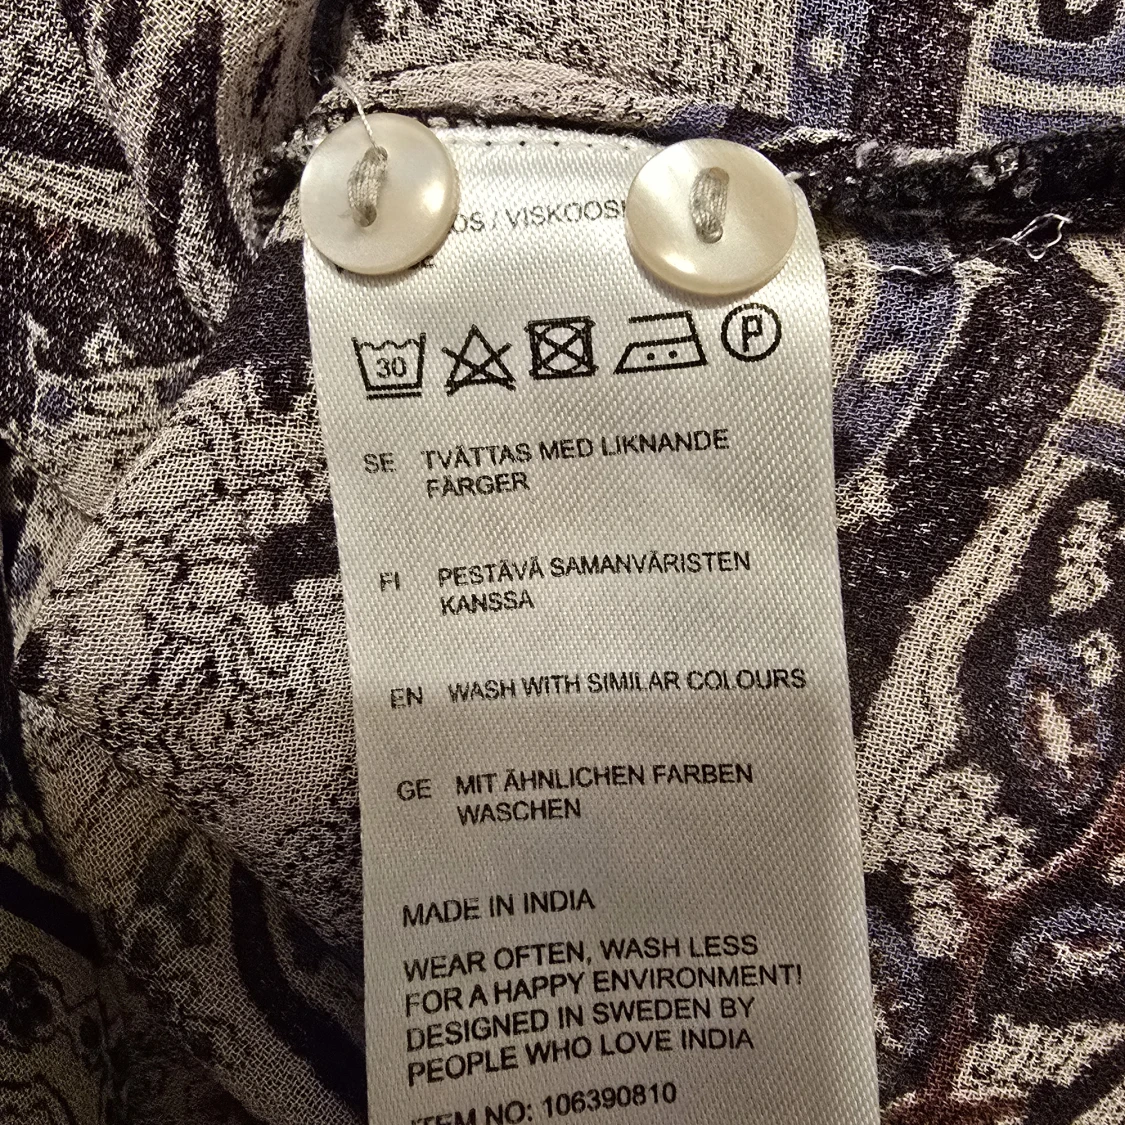 VISKOOSI
30
P
SE TVÄTTAS MED LIKNANDE
FÄRGER
FI PESTÄVÄ SAMANVÄRISTEN
KANSSA
EN WASH WITH SIMILAR COLOURS
GE MIT ÄHNLICHEN FARBEN
WASCHEN
MADE IN INDIA
WEAR OFTEN, WASH LESS
FOR A HAPPY ENVIRONMENT!
DESIGNED IN SWEDEN BY
PEOPLE WHO LOVE INDIA
ITEM NO: 106390810